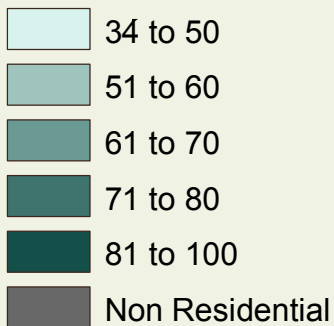 34 to 50
51 to 60
61 to 70
71 to 80
81 to 100
Non Residential